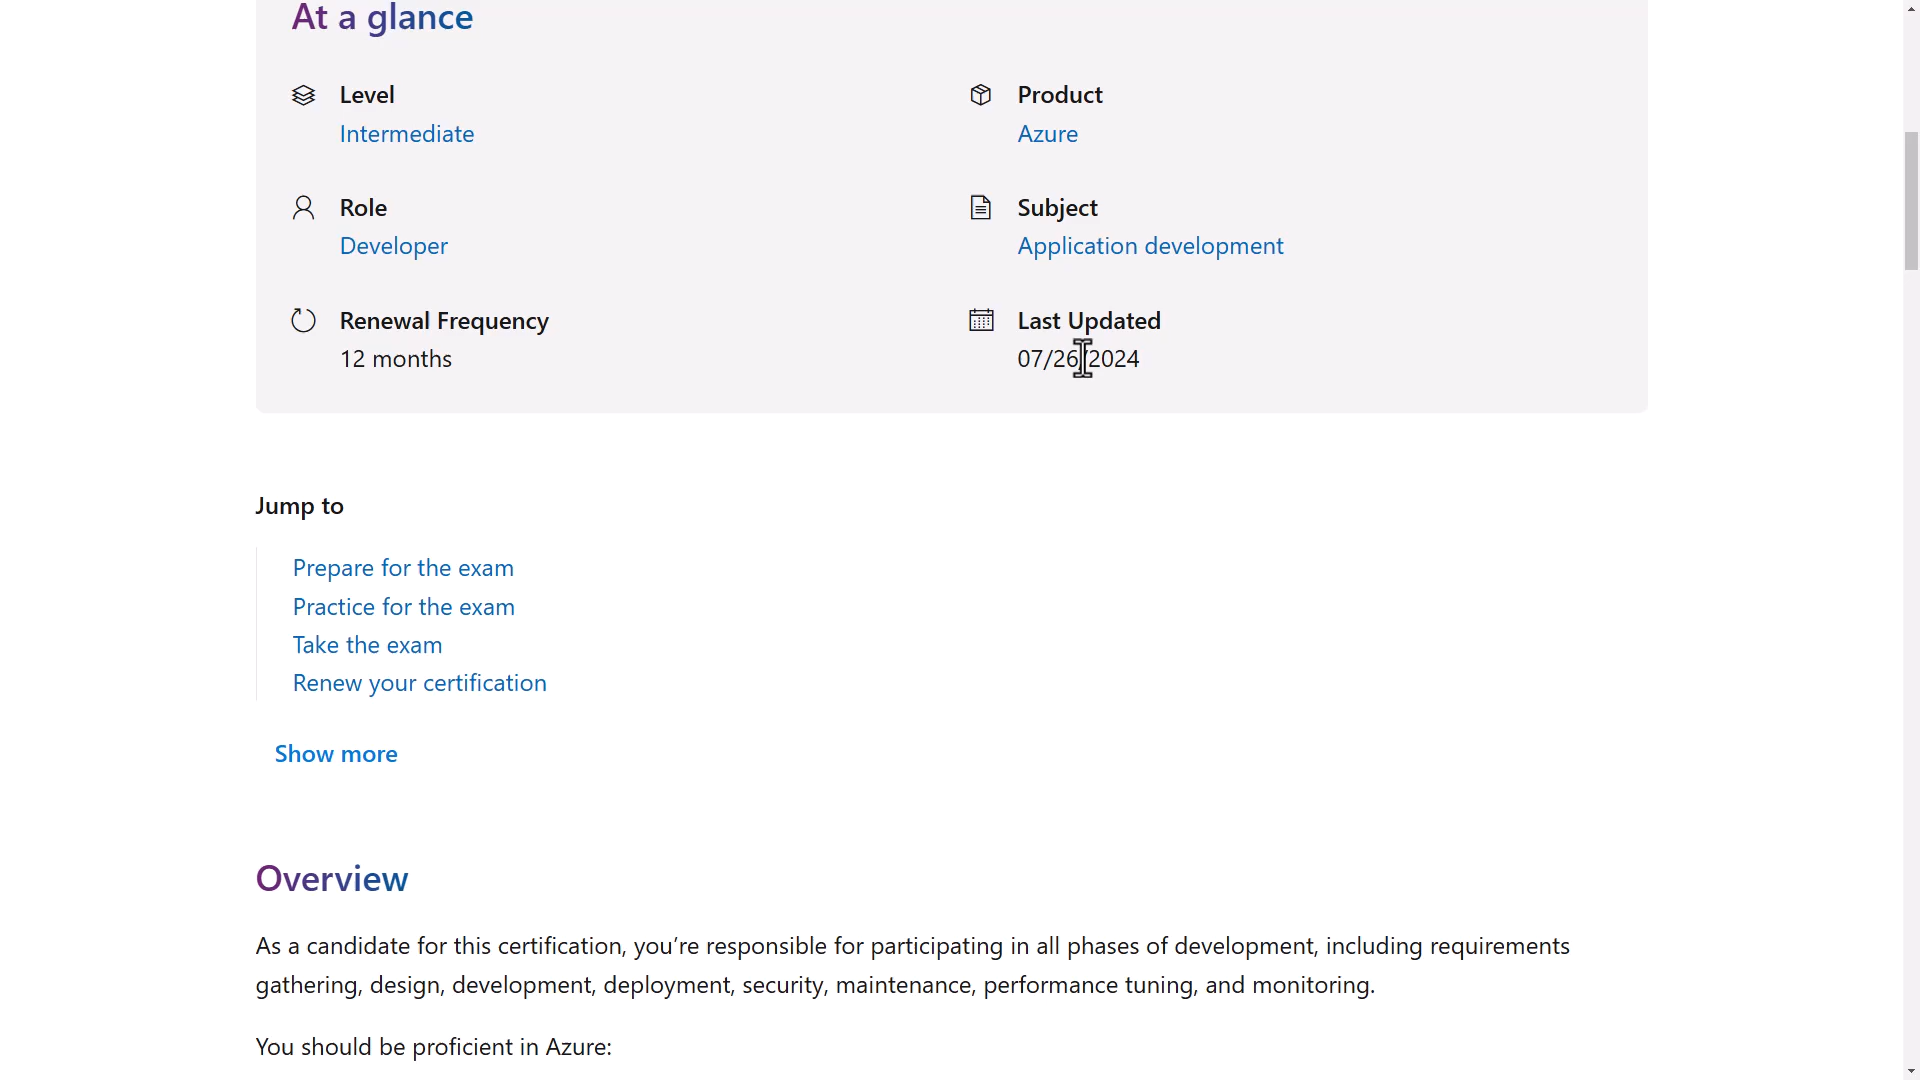 At a glance
Level
Intermediate
Product
Azure
Role
Developer
Subject
Application development
Renewal Frequency
12 months
Last Updated
07/26/2024
Jump to
Prepare for the exam
Practice for the exam
Take the exam
Renew your certification
Show more
Overview
As a candidate for this certification, you’re responsible for participating in all phases of development, including requirements
gathering, design, development, deployment, security, maintenance, performance tuning, and monitoring.
You should be proficient in Azure: